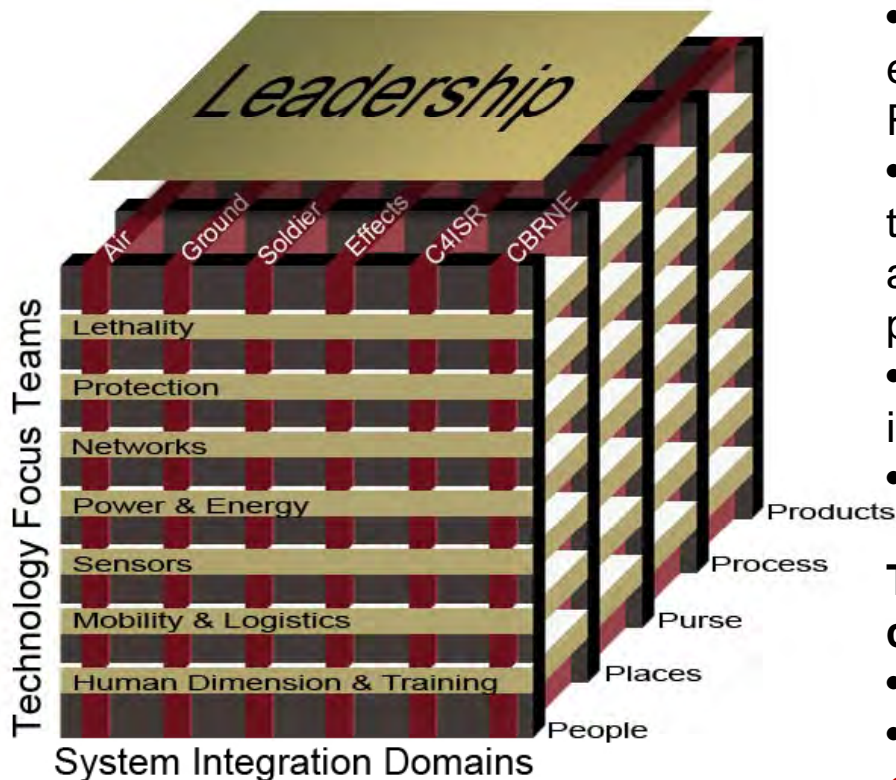 Leadership
Air
Ground
Soldier
Effects
C4ISR
CBRNE
Technology Focus Teams
Lethality
Protection
Networks
Power & Energy
Sensors
Mobility & Logistics
Human Dimension & Training
Products
Process
Purse
Places
People
System Integration Domains